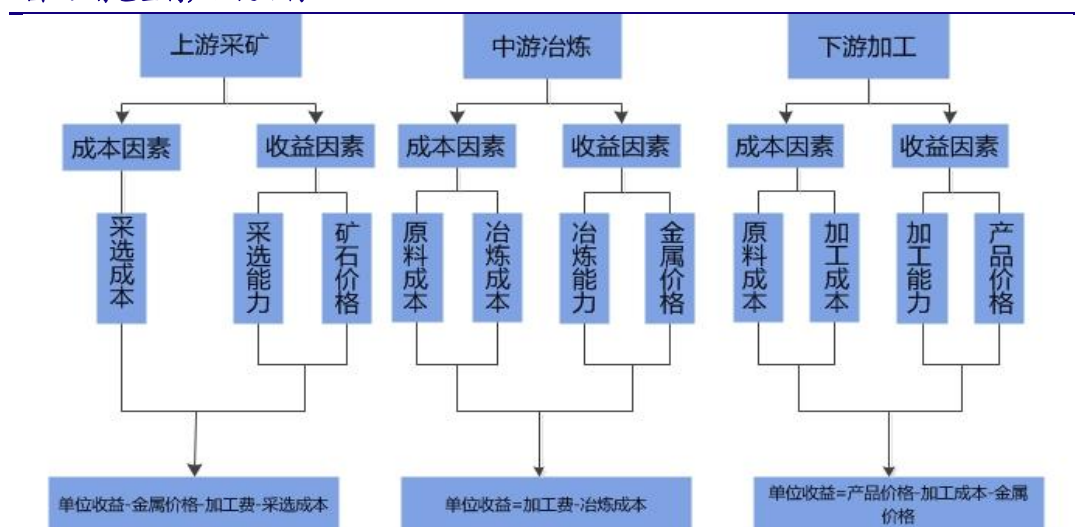 上游采矿
中游冶炼
下游加工
成本因素
收益因素
成本因素
收益因素
成本因素
收益因素
采选成本
采选能力
矿石价格
原料成本
冶炼成本
冶炼能力
金属价格
原料成本
加工成本
加工能力
产品价格
单位收益-金属价格-加工费-采选成本
单位收益=加工费-冶炼成本
单位收益=产品价格-加工成本-金属
价格